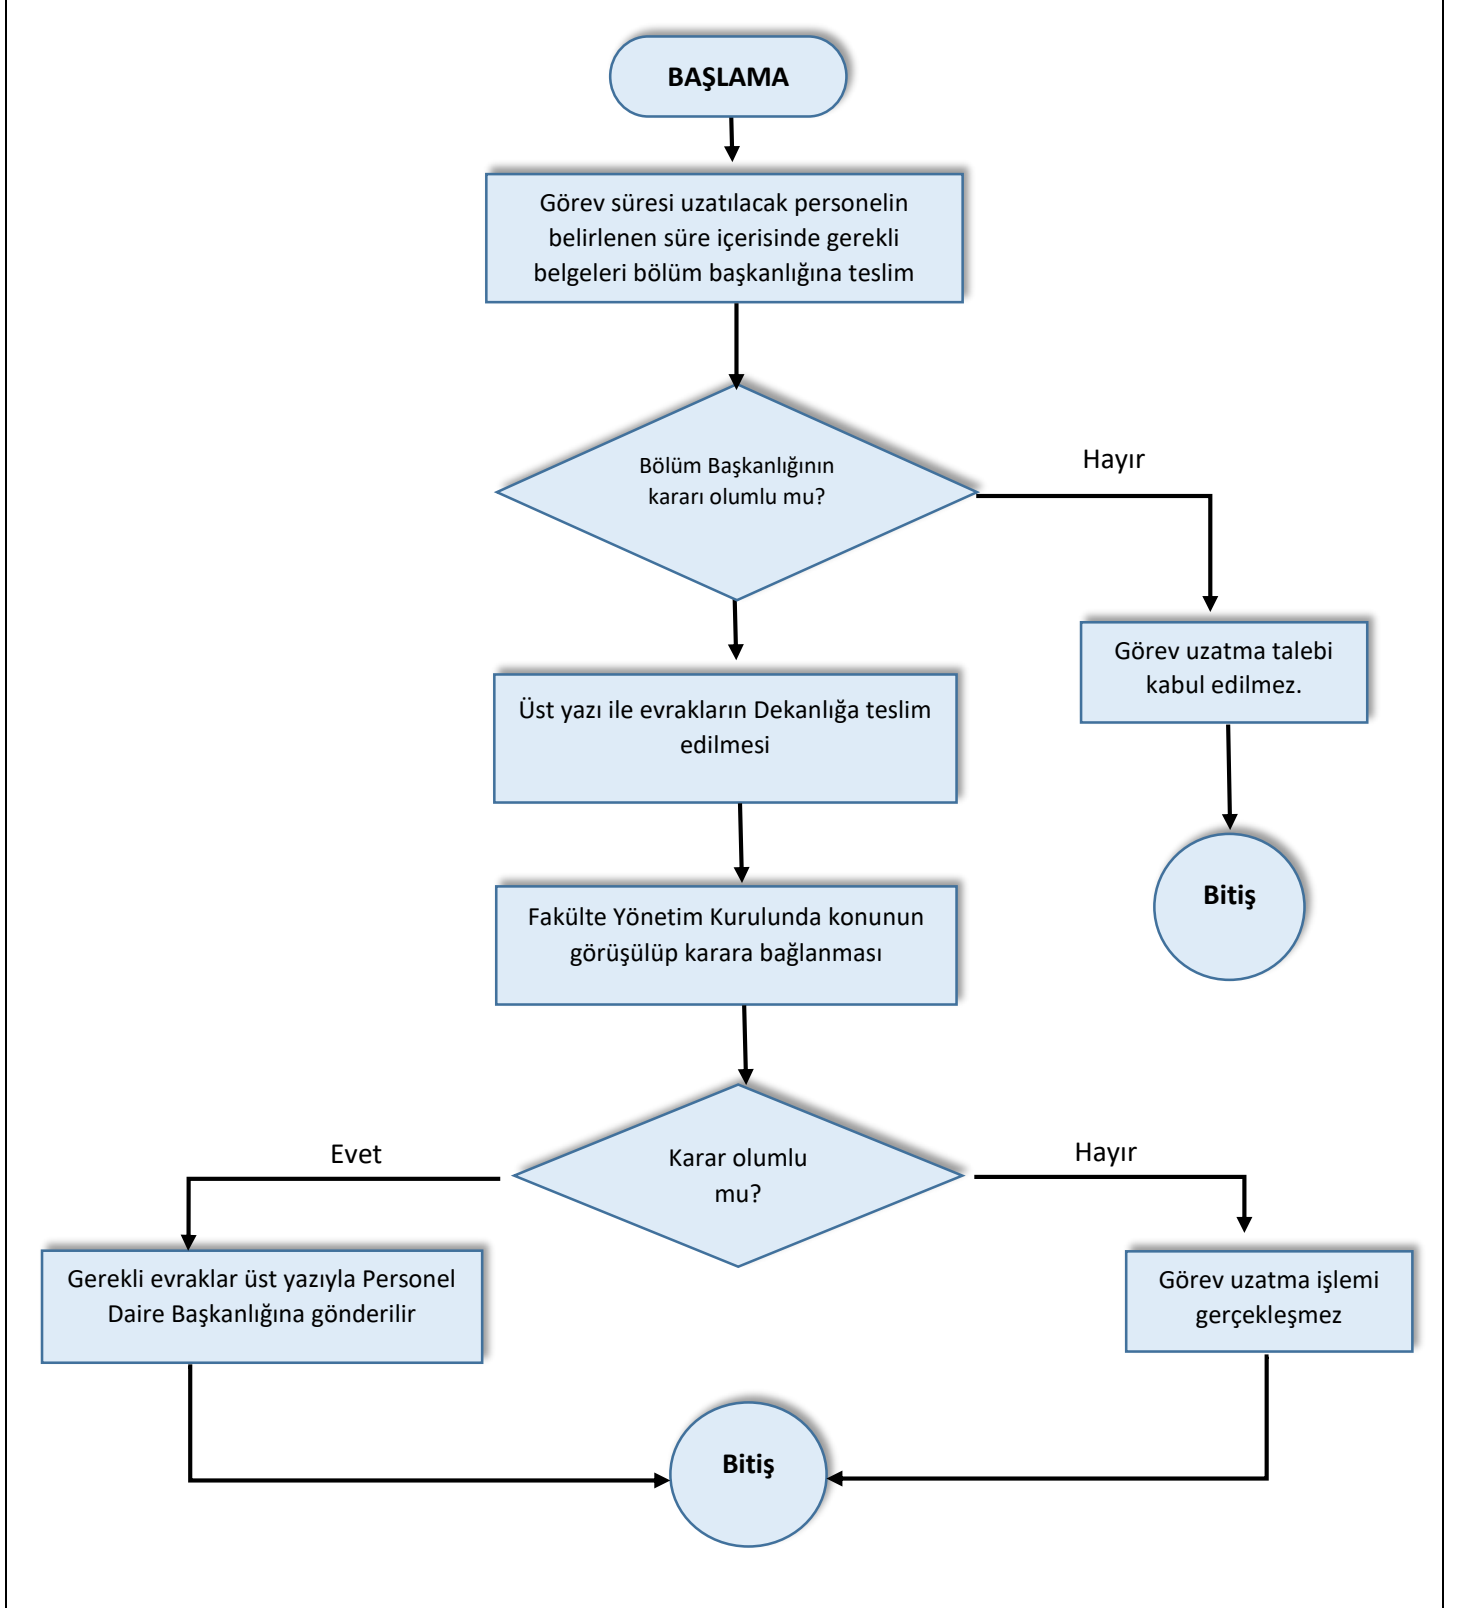 BAŞLAMA
Görev süresi uzatılacak personelin
belirlenen süre içerisinde gerekli
belgeleri bölüm başkanlığına teslim
Bölüm Başkanlığının
kararı olumlu mu?
Hayır
Görev uzatma talebi
kabul edilmez.
Üst yazı ile evrakların Dekanlığa teslim
edilmesi
Bitiş
Fakülte Yönetim Kurulunda konunun
görüşülüp karara bağlanması
Evet
Karar olumlu
mu?
Hayır
Gerekli evraklar üst yazıyla Personel
Daire Başkanlığına gönderilir
Görev uzatma işlemi
gerçekleşmez
Bitiş